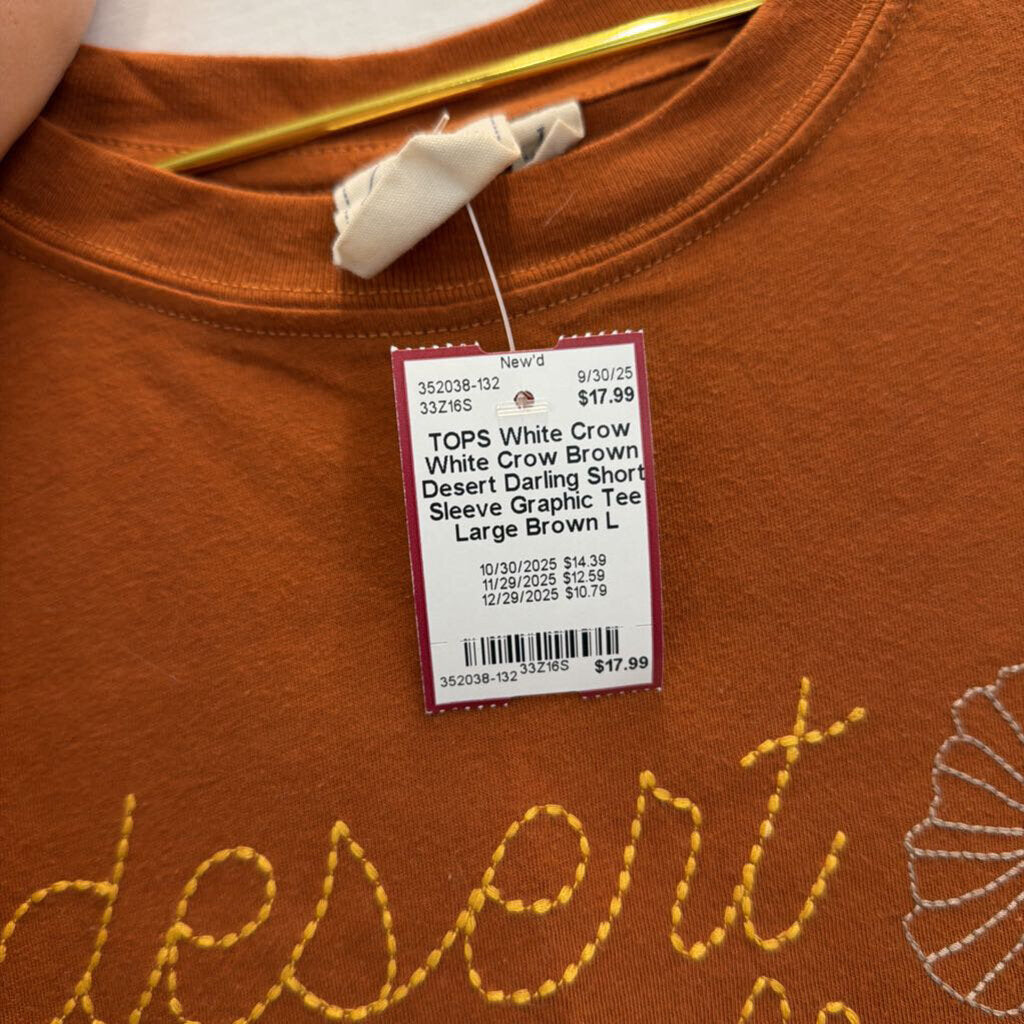 New'd
352038-132 9/30/25
33Z16S $17.99
TOPS White Crow
White Crow Brown
Desert Darling Short
Sleeve Graphic Tee
Large Brown L
10/30/2025 $14.39
11/29/2025 $12.59
12/29/2025 $10.79
352038-132 33Z16S $17.99
desert